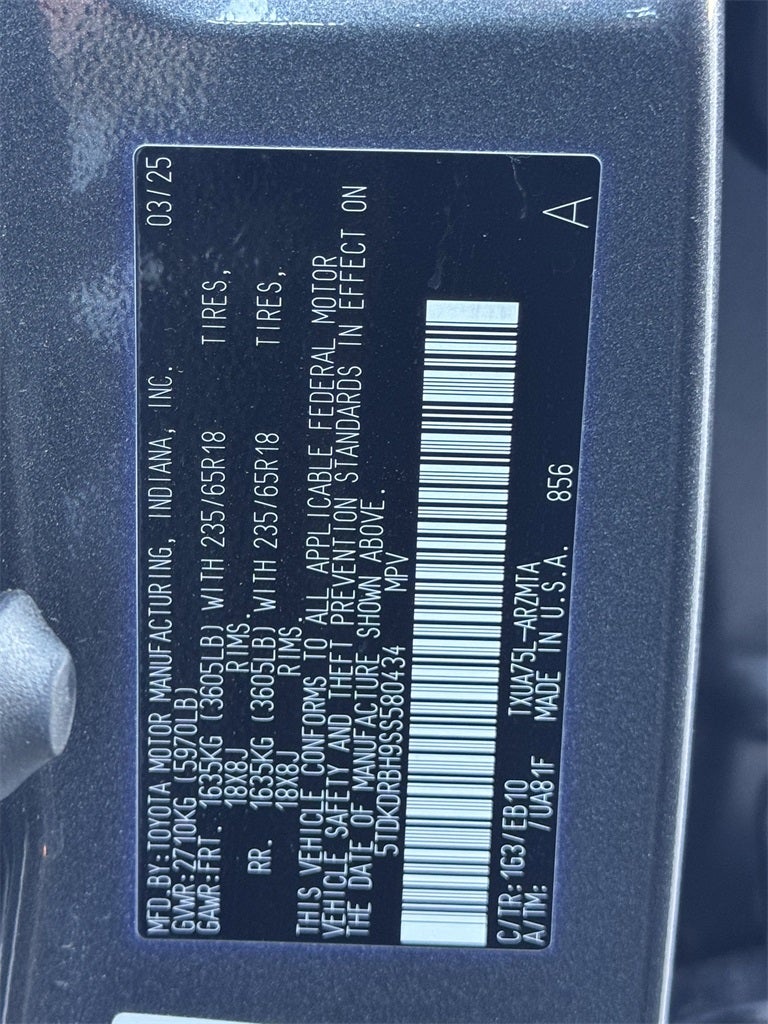 MFD.BY:TOYOTA MOTOR MANUFACTURING, INDIANA, INC. 03/25
GVWR:2710KG (5970LB)
GAWR:FRT. 1635KG (3605LB) WITH 235/65R18 TIRES,
18X8J RIMS.
RR. 1635KG (3605LB) WITH 235/65R18 TIRES,
18X8J RIMS.
THIS VEHICLE CONFORMS TO ALL APPLICABLE FEDERAL MOTOR
VEHICLE SAFETY AND THEFT PREVENTION STANDARDS IN EFFECT ON
THE DATE OF MANUFACTURE SHOWN ABOVE.
5TDKDRBH9SS580434 MPV
C/TR:1G3/EB10 TXUA75L-ARZMTA A
A/TM: /UA81F MADE IN U.S.A. 856